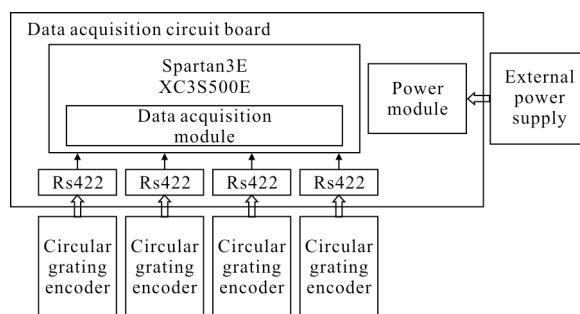 Data acquisition circuit board
Spartan3E
XC3S500E
Data acquisition
module
Power
module
External
power
supply
Rs422
Rs422
Rs422
Rs422
Circular
grating
encoder
Circular
grating
encoder
Circular
grating
encoder
Circular
grating
encoder